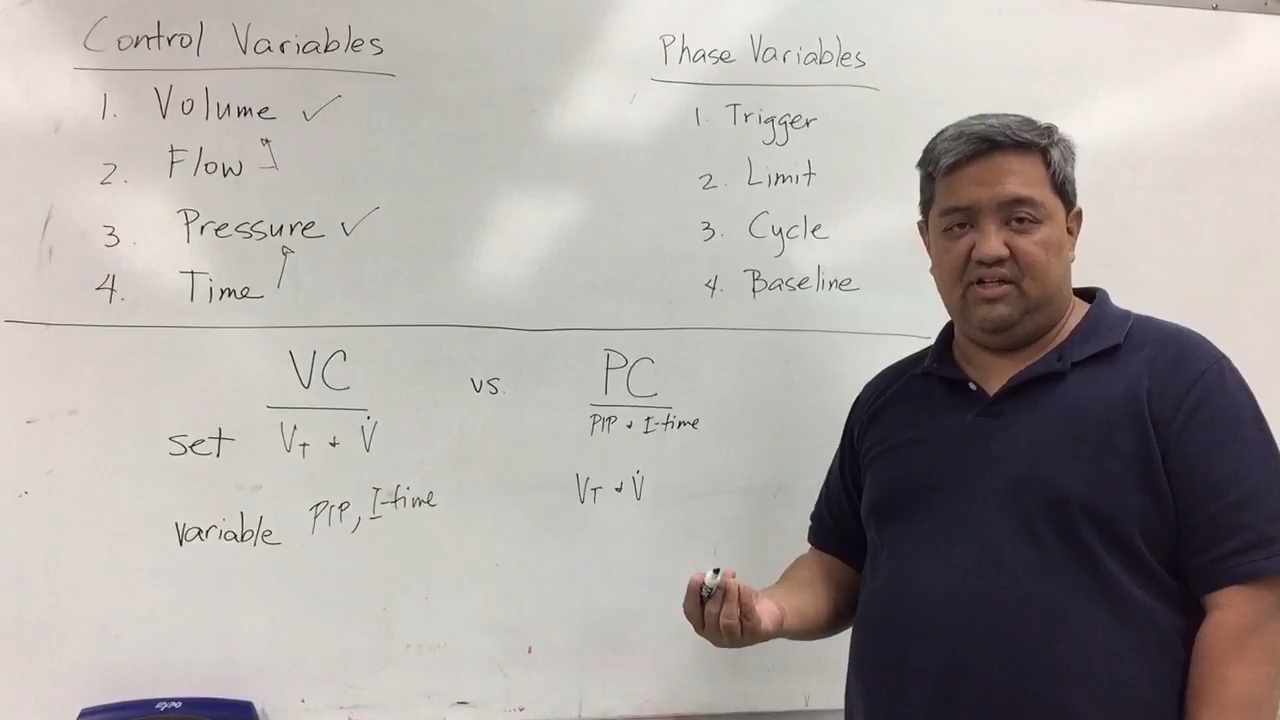 Control Variables
1. Volume ✓
2. Flow
3. Pressure ✓
4. Time
Phase Variables
1. Trigger
2. Limit
3. Cycle
4. Baseline
VC vs. PC
set VT + V̇ PIP + I-time
variable PIP, I-time VT + V̇
EXPO